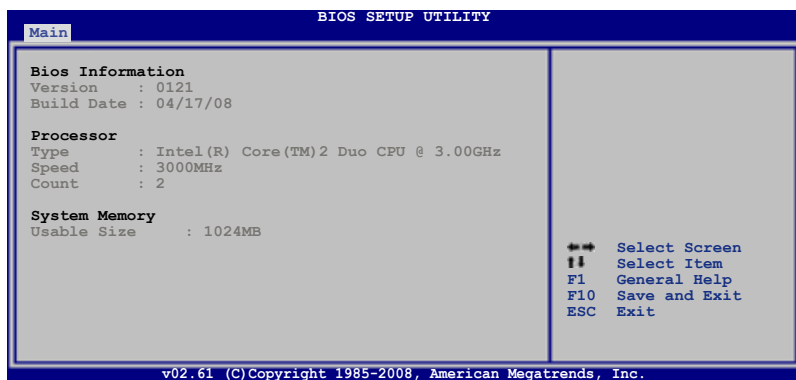 BIOS SETUP UTILITY
Main
Bios Information
Version : 0121
Build Date : 04/17/08
Processor
Type : Intel(R) Core(TM)2 Duo CPU @ 3.00GHz
Speed : 3000MHz
Count : 2
System Memory
Usable Size : 1024MB
←→ Select Screen
↑↓ Select Item
F1 General Help
F10 Save and Exit
ESC Exit
v02.61 (C)Copyright 1985-2008, American Megatrends, Inc.